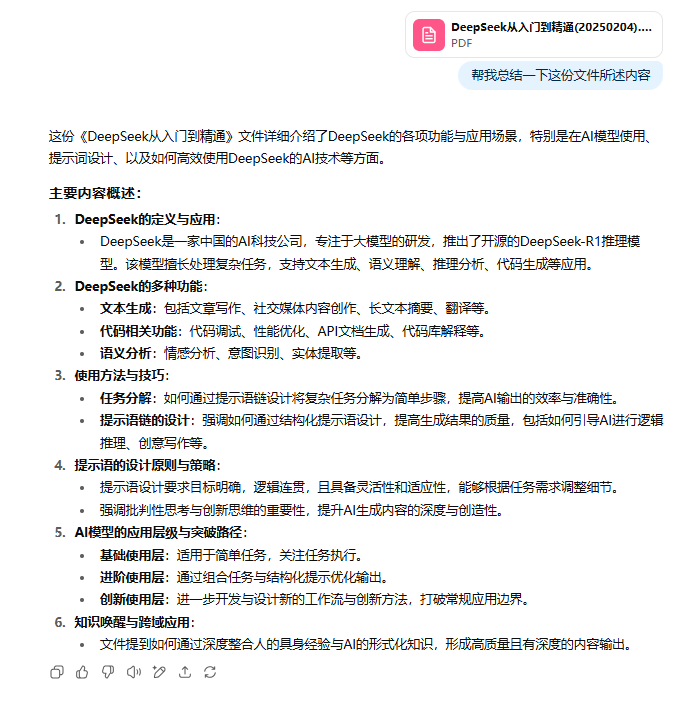 DeepSeek从入门到精通(20250204)....
PDF
帮我总结一下这份文件所述内容
这份《DeepSeek从入门到精通》文件详细介绍了DeepSeek的各项功能与应用场景，特别是在AI模型使用、
提示词设计、以及如何高效使用DeepSeek的AI技术等方面。
主要内容概述：
1. DeepSeek的定义与应用：
• DeepSeek是一家中国的AI科技公司，专注于大模型的研发，推出了开源的DeepSeek-R1推理模
型。该模型擅长处理复杂任务，支持文本生成、语义理解、推理分析、代码生成等应用。
2. DeepSeek的多种功能：
• 文本生成：包括文章写作、社交媒体内容创作、长文本摘要、翻译等。
• 代码相关功能：代码调试、性能优化、API文档生成、代码库解释等。
• 语义分析：情感分析、意图识别、实体提取等。
3. 使用方法与技巧：
• 任务分解：如何通过提示语链设计将复杂任务分解为简单步骤，提高AI输出的效率与准确性。
• 提示语链的设计：强调如何通过结构化提示语设计，提高生成结果的质量，包括如何引导AI进行逻辑
推理、创意写作等。
4. 提示语的设计原则与策略：
• 提示语设计要求目标明确，逻辑连贯，且具备灵活性和适应性，能够根据任务需求调整细节。
• 强调批判性思考与创新思维的重要性，提升AI生成内容的深度与创造性。
5. AI模型的应用层级与突破路径：
• 基础使用层：适用于简单任务，关注任务执行。
• 进阶使用层：通过组合任务与结构化提示优化输出。
• 创新使用层：进一步开发与设计新的工作流与创新方法，打破常规应用边界。
6. 知识唤醒与跨域应用：
• 文件提到如何通过深度整合人的具身经验与AI的形式化知识，形成高质量且有深度的内容输出。